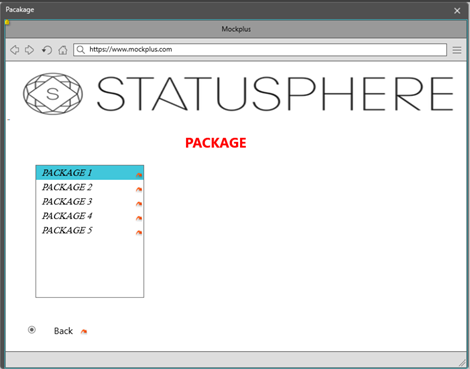 Pacakage
Mockplus
https://www.mockplus.com
S STATUSPHERE
PACKAGE
PACKAGE 1
PACKAGE 2
PACKAGE 3
PACKAGE 4
PACKAGE 5
Back